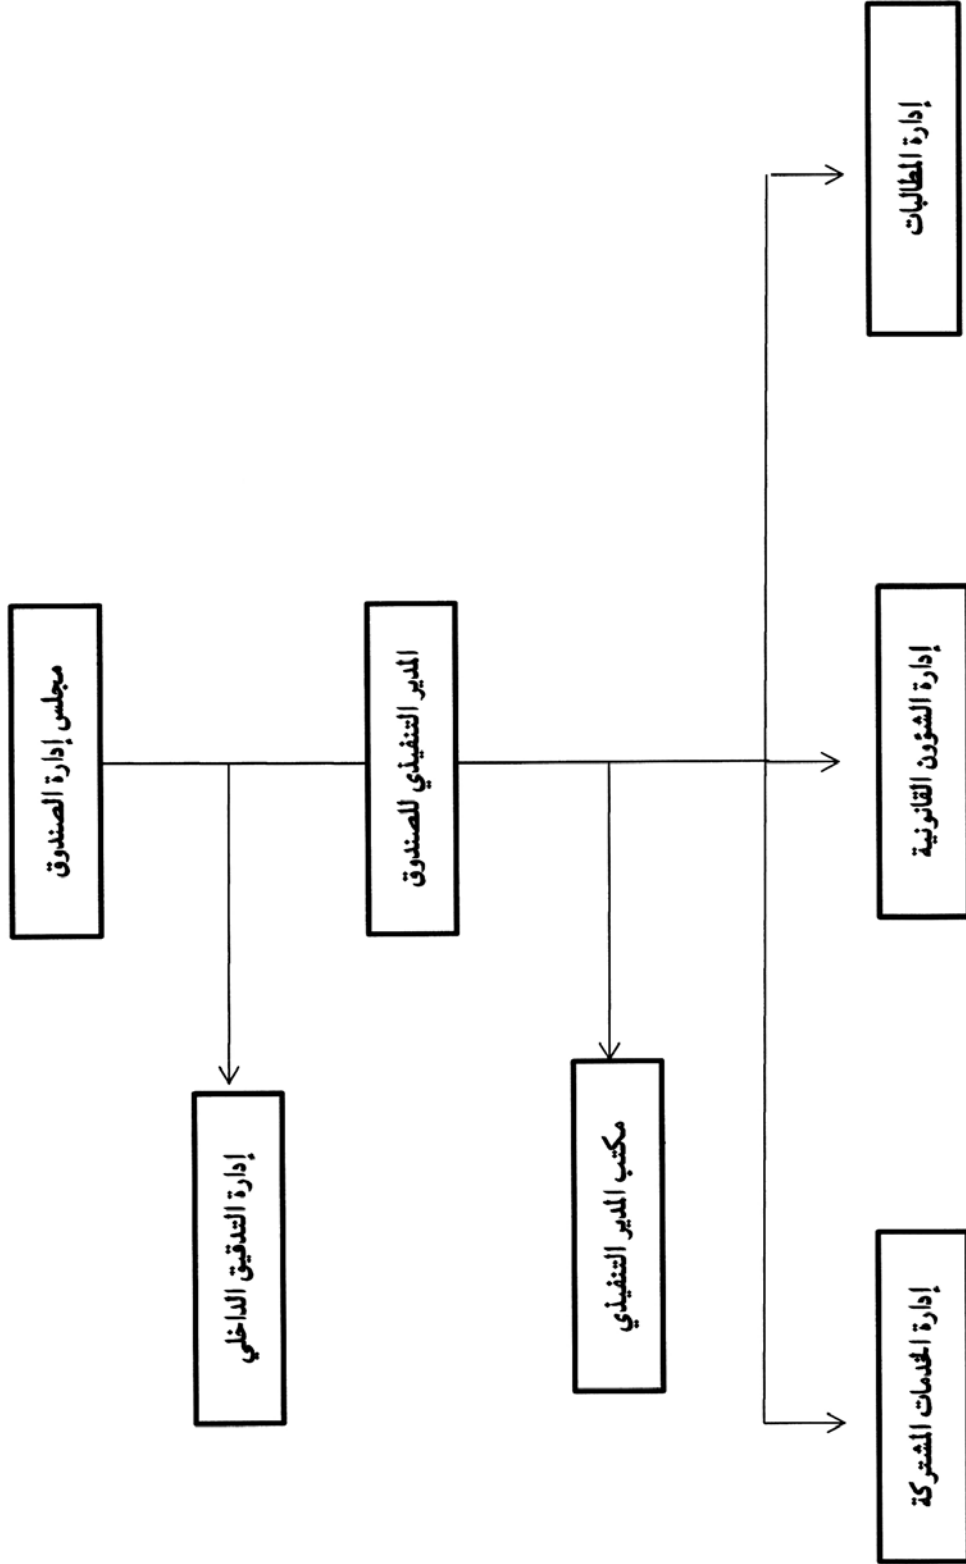 مجلس إدارة الصندوق
إدارة التدقيق الداخلي
المدير التنفيذي للصندوق
مكتب المدير التنفيذي
إدارة المطالبات
إدارة الشؤون القانونية
إدارة الخدمات المشتركة